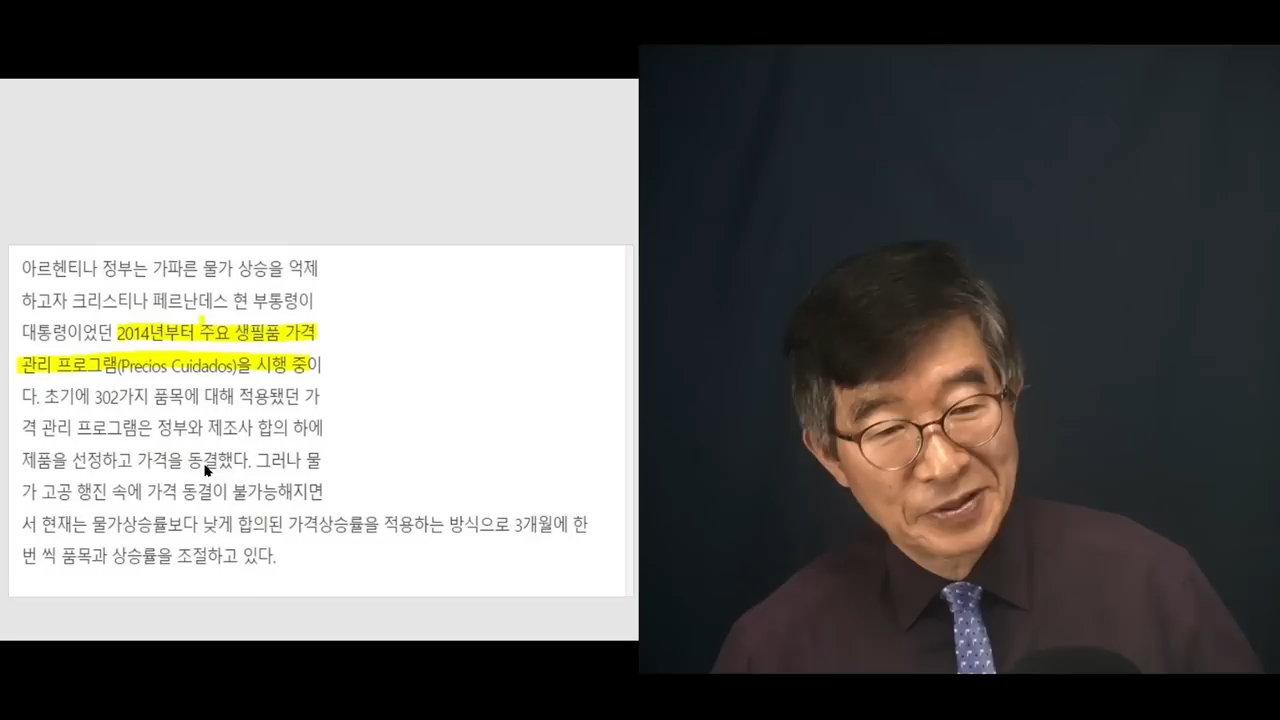 아르헨티나 정부는 가파른 물가 상승을 억제
하고자 크리스티나 페르난데스 현 부통령이
대통령이었던 2014년부터 주요 생필품 가격
관리 프로그램(Precios Cuidados)을 시행 중이
다. 초기에 302가지 품목에 대해 적용됐던 가
격 관리 프로그램은 정부와 제조사 합의 하에
제품을 선정하고 가격을 동결했다. 그러나 물
가 고공 행진 속에 가격 동결이 불가능해지면
서 현재는 물가상승률보다 낮게 합의된 가격상승률을 적용하는 방식으로 3개월에 한
번 씩 품목과 상승률을 조절하고 있다.